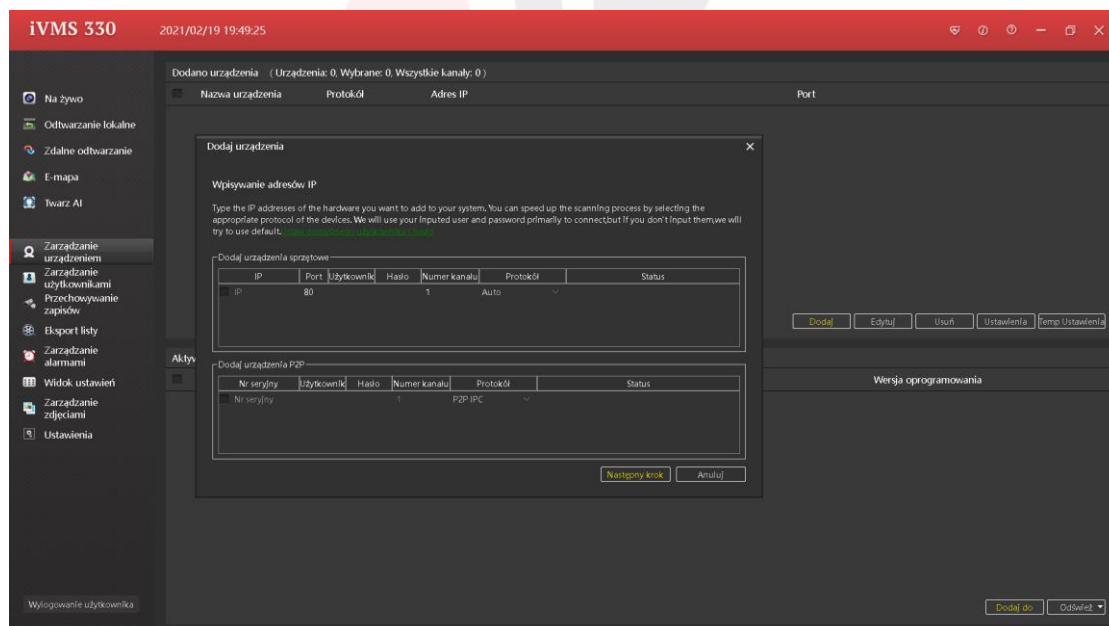 iVMS 330
2021/02/19 19:49:25
Dodano urządzenia ( Urządzenia: 0, Wybrane: 0, Wszystkie kanały: 0 )
Nazwa urządzenia Protokół Adres IP Port
Na żywo
Odtwarzanie lokalne
Zdalne odtwarzanie
E-mapa
Twarz AI
Zarządzanie
urządzeniem
Zarządzanie
użytkownikami
Przechowywanie
zapisów
Eksport listy
Zarządzanie
alarmami
Widok ustawień
Zarządzanie
zdjęciami
Ustawienia
Wylogowanie użytkownika
Dodaj urządzenia
Wpisywanie adresów IP
Type the IP addresses of the hardware you want to add to your system. You can speed up the scanning process by selecting the
appropriate protocol of the devices. We will use your inputed user and password primarily to connect,but if you don't input them,we will
try to use default.
Dodaj urządzenia sprzętowe
IP Port Użytkownik Hasło Numer kanału Protokół Status
IP 80 1 Auto
Dodaj urządzenia P2P
Nr seryjny Użytkownik Hasło Numer kanału Protokół Status
Nr seryjny 1 P2P IPC
Następny krok Anuluj
Dodaj Edytuj Usuń Ustawienia Temp Ustawienia
Aktyw
Wersja oprogramowania
Dodaj do Odśwież